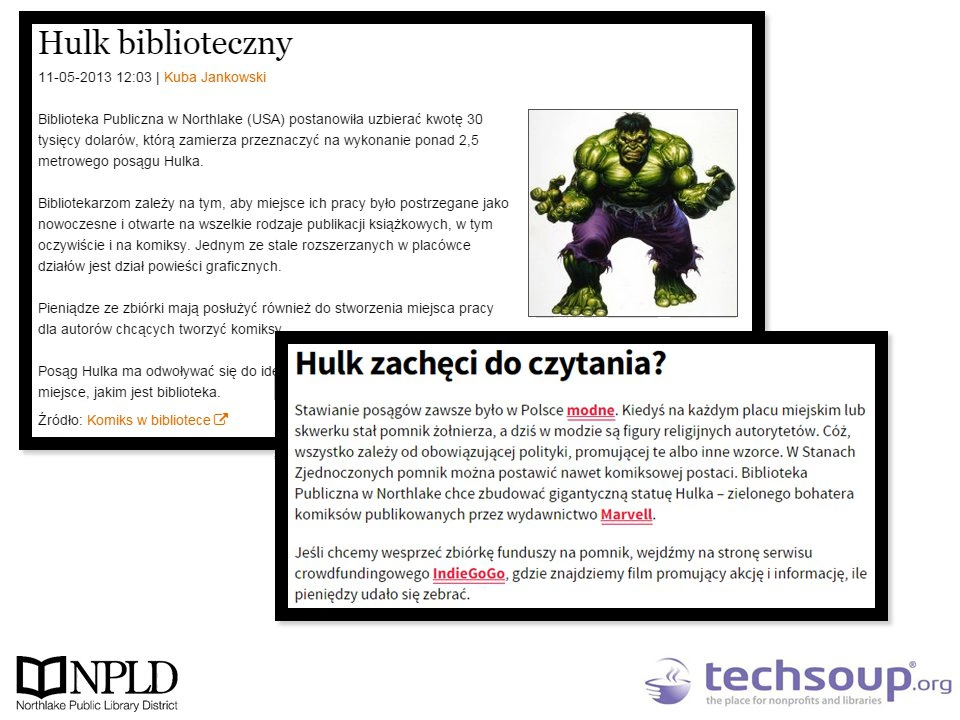 Hulk biblioteczny
11-05-2013 12:03 | Kuba Jankowski
Biblioteka Publiczna w Northlake (USA) postanowiła uzbierać kwotę 30
tysięcy dolarów, którą zamierza przeznaczyć na wykonanie ponad 2,5
metrowego posągu Hulka.
Bibliotekarzom zależy na tym, aby miejsce ich pracy było postrzegane jako
nowoczesne i otwarte na wszelkie rodzaje publikacji książkowych, w tym
oczywiście i na komiksy. Jednym ze stale rozszerzanych w placówce
działów jest dział powieści graficznych.
Pieniądze ze zbiórki mają posłużyć również do stworzenia miejsca pracy
dla autorów chcących tworzyć komiksy
Posąg Hulka ma odwoływać się do
miejsce, jakim jest biblioteka.
Źródło: Komiks w bibliotece
Hulk zachęci do czytania?
Stawianie posągów zawsze było w Polsce modne. Kiedyś na każdym placu miejskim lub
skwerku stał pomnik żołnierza, a dziś w modzie są figury religijnych autorytetów. Cóż,
wszystko zależy od obowiązującej polityki, promującej te albo inne wzorce. W Stanach
Zjednoczonych pomnik można postawić nawet komiksowej postaci. Biblioteka
Publiczna w Northlake chce zbudować gigantyczną statuę Hulka – zielonego bohatera
komiksów publikowanych przez wydawnictwo Marvell.
Jeśli chcemy wesprzeć zbiórkę funduszy na pomnik, wejdźmy na stronę serwisu
crowdfundingowego IndieGoGo, gdzie znajdziemy film promujący akcję i informację, ile
pieniędzy udało się zebrać.
NPLD
Northlake Public Library District
techsoup®.org
the place for nonprofits and libraries